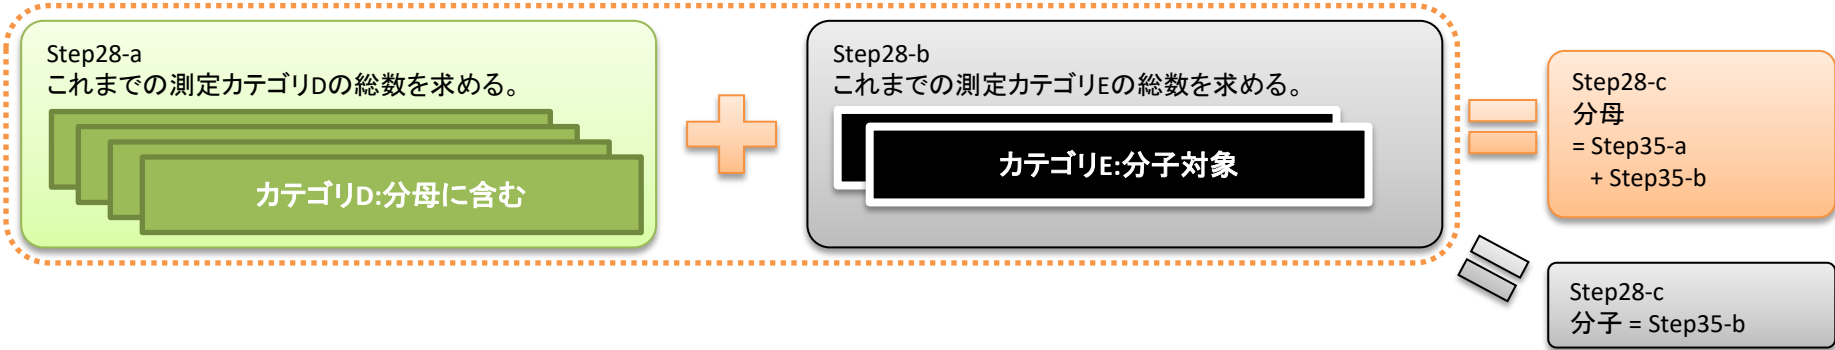 Step28-a
これまでの測定カテゴリDの総数を求める。
カテゴリD:分母に含む
Step28-b
これまでの測定カテゴリEの総数を求める。
カテゴリE:分子対象
Step28-c
分母
= Step35-a
+ Step35-b
Step28-c
分子 = Step35-b